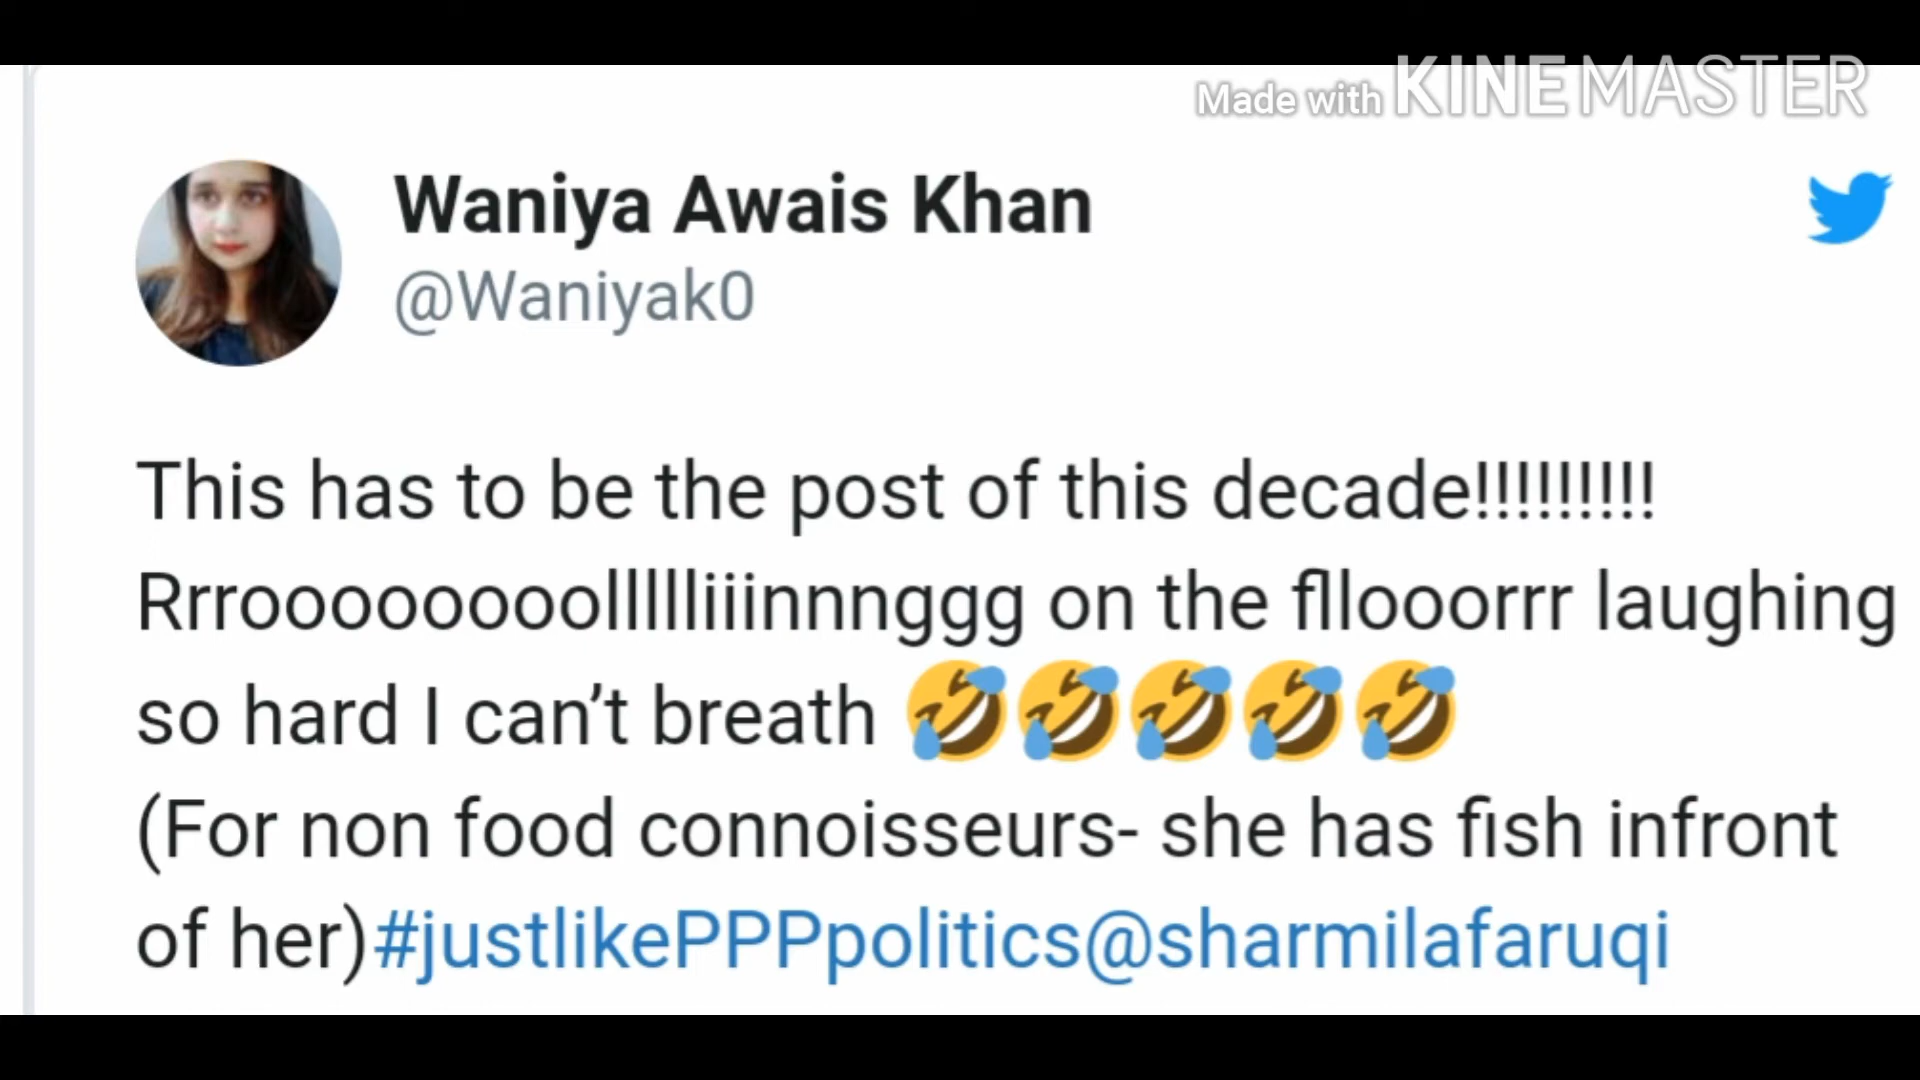 Made with KINEMASTER
Waniya Awais Khan
@Waniyak0
This has to be the post of this decade!!!!!!!!!
Rrroooooooollllliiinnnggg on the fllooorrr laughing
so hard I can’t breath 🤣🤣🤣🤣🤣
(For non food connoisseurs- she has fish infront
of her)#justlikePPPpolitics@sharmilafaruqi